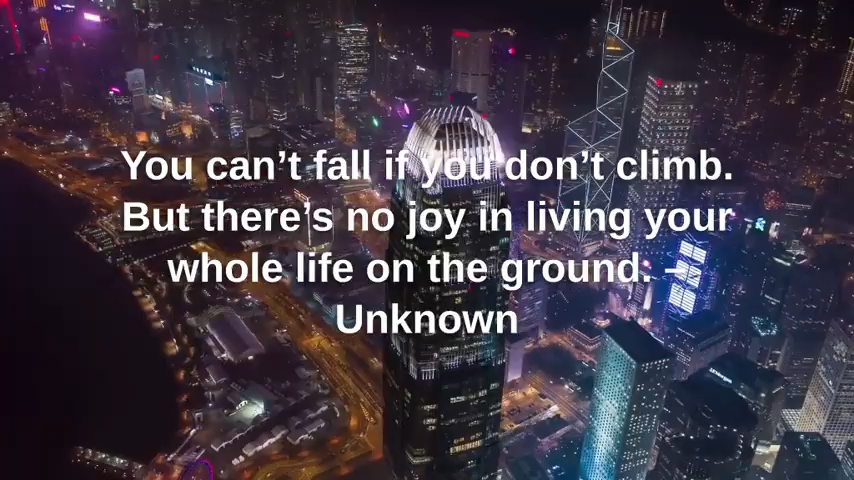 You can’t fall if you don’t climb.
But there’s no joy in living your
whole life on the ground. –
Unknown